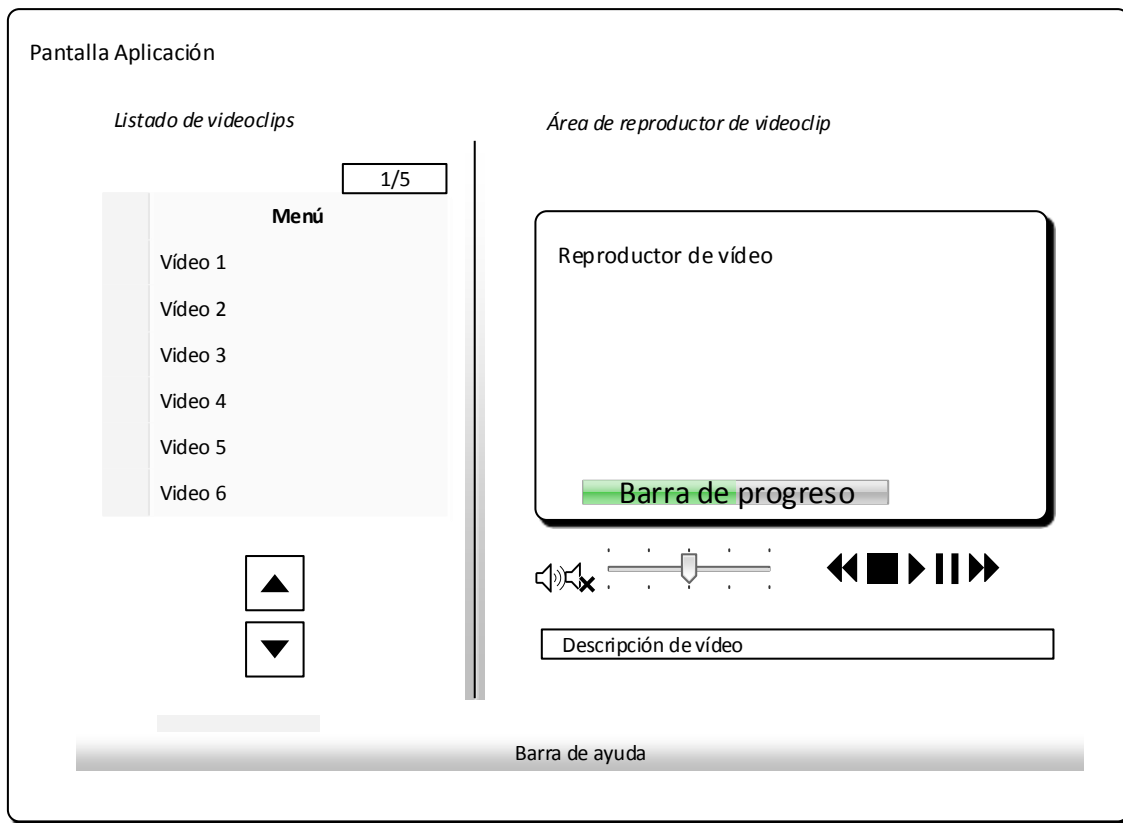 Pantalla Aplicación
Listado de videoclips
1/5
Menú
Vídeo 1
Vídeo 2
Video 3
Video 4
Video 5
Video 6
Área de reproductor de videoclip
Reproductor de vídeo
Barra de progreso
Descripción de vídeo
Barra de ayuda